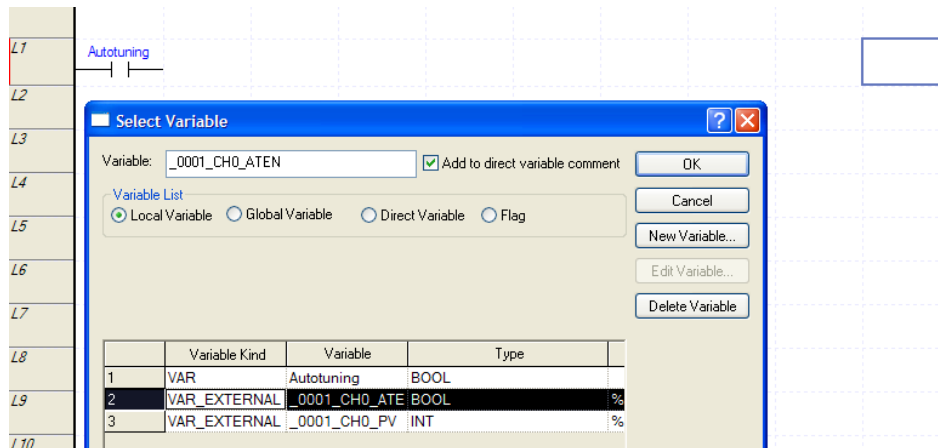 L1
Autotuning
L2
Select Variable
L3
Variable: _0001_CH0_ATEN Add to direct variable comment OK
L4
Variable List
Cancel
L5
Local Variable Global Variable Direct Variable Flag
New Variable...
L6
Edit Variable...
L7
Delete Variable
L8
Variable Kind Variable Type
1 VAR Autotuning BOOL
L9
2 VAR_EXTERNAL _0001_CH0_ATE BOOL %
3 VAR_EXTERNAL _0001_CH0_PV INT %
L10